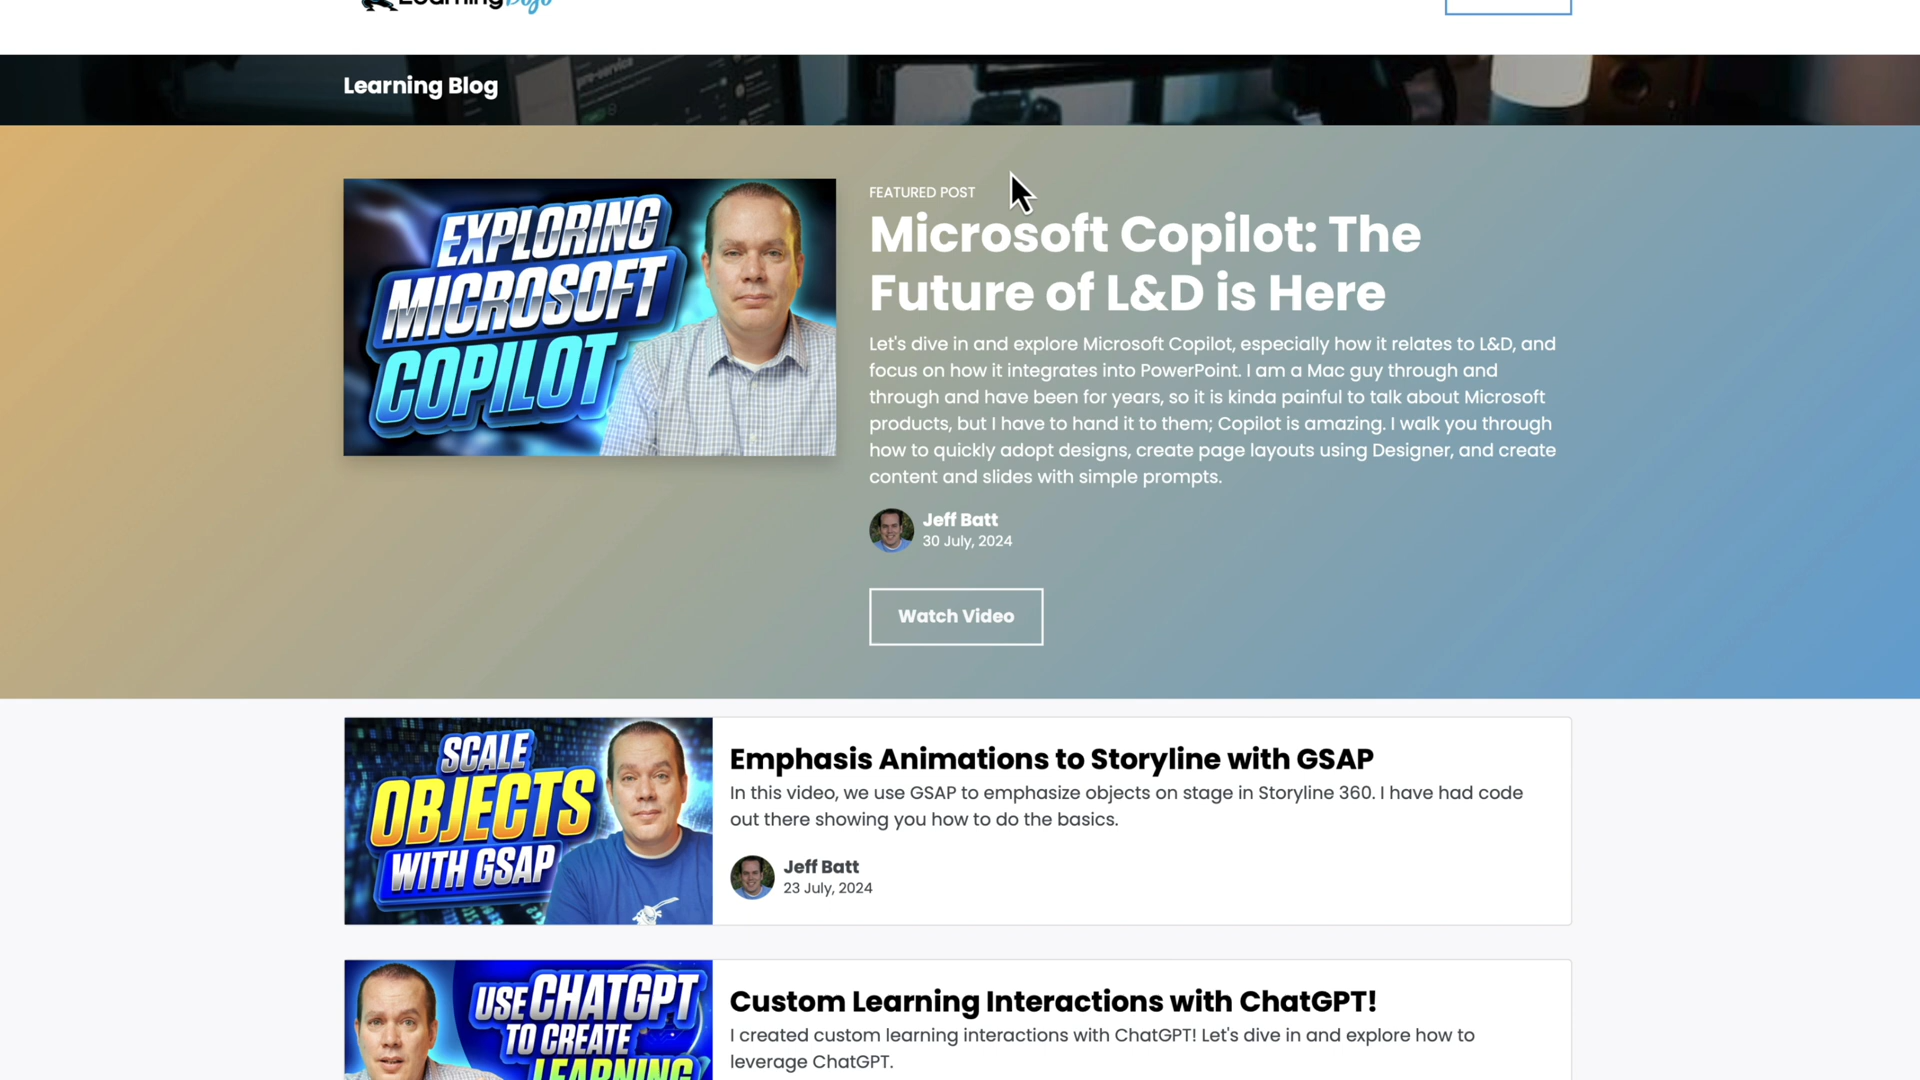 Learning Dojo
Learning Blog
pre-service
EXPLORING
MICROSOFT
COPILOT
FEATURED POST
Microsoft Copilot: The
Future of L&D is Here
Let's dive in and explore Microsoft Copilot, especially how it relates to L&D, and
focus on how it integrates into PowerPoint. I am a Mac guy through and
through and have been for years, so it is kinda painful to talk about Microsoft
products, but I have to hand it to them; Copilot is amazing. I walk you through
how to quickly adopt designs, create page layouts using Designer, and create
content and slides with simple prompts.
Jeff Batt
30 July, 2024
Watch Video
SCALE
OBJECTS
WITH GSAP
Emphasis Animations to Storyline with GSAP
In this video, we use GSAP to emphasize objects on stage in Storyline 360. I have had code
out there showing you how to do the basics.
Jeff Batt
23 July, 2024
USE CHATGPT
TO CREATE
LEARNING
Custom Learning Interactions with ChatGPT!
I created custom learning interactions with ChatGPT! Let's dive in and explore how to
leverage ChatGPT.